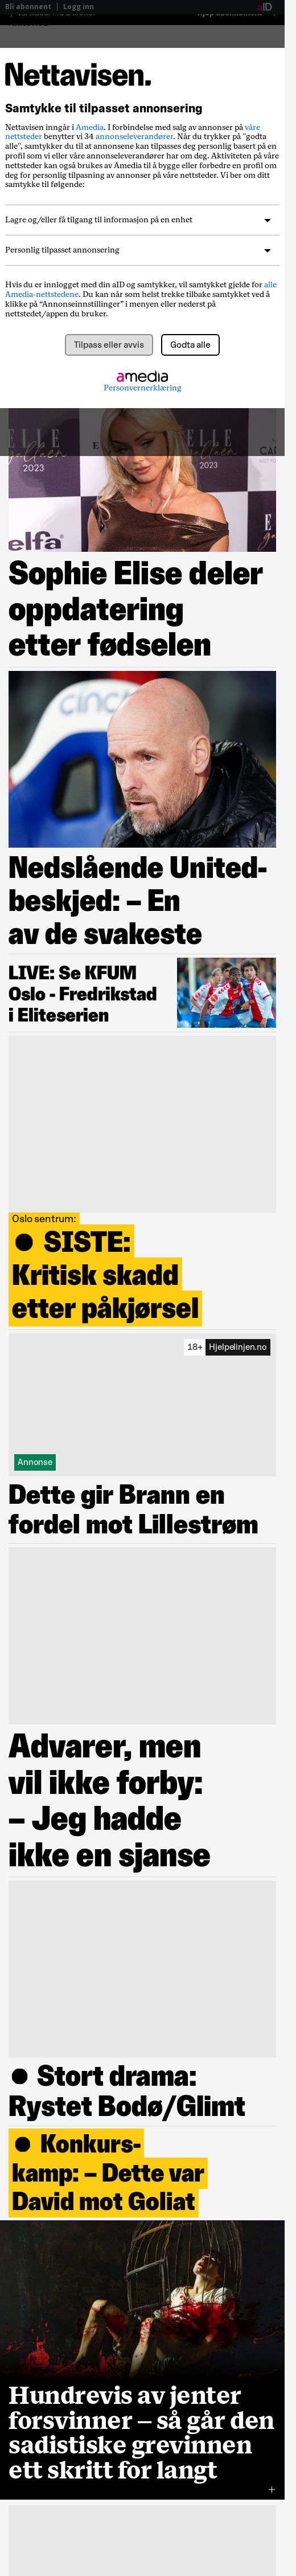 Bli abonnent | Logg inn
aID
Nettavisen.
Samtykke til tilpasset annonsering
Nettavisen inngår i Amedia. I forbindelse med salg av annonser på våre
nettsteder benytter vi 34 annonseleverandører. Når du trykker på "godta
alle", samtykker du til at annonsene kan tilpasses deg personlig basert på en
profil som vi eller våre annonseleverandører har om deg. Aktiviteten på våre
nettsteder kan også brukes av Amedia til å bygge eller forbedre en profil om
deg for personlig tilpasning av annonser på våre nettsteder. Vi ber om ditt
samtykke til følgende:
Lagre og/eller få tilgang til informasjon på en enhet
Personlig tilpasset annonsering
Hvis du er innlogget med din aID og samtykker, vil samtykket gjelde for alle
Amedia-nettstedene. Du kan når som helst trekke tilbake samtykket ved å
klikke på “Annonseinnstillinger” i menyen eller nederst på
nettstedet/appen du bruker.
Tilpass eller avvis
Godta alle
amedia
Personvernerklæring
ELLE
gallaen
2023
ELLE
gallaen
2023
elfa
Sophie Elise deler
oppdatering
etter fødselen
cinch
Nedslående United-
beskjed: – En
av de svakeste
LIVE: Se KFUM
Oslo - Fredrikstad
i Eliteserien
Oslo sentrum:
● SISTE:
Kritisk skadd
etter påkjørsel
18+ Hjelpelinjen.no
Annonse
Dette gir Brann en
fordel mot Lillestrøm
Advarer, men
vil ikke forby:
– Jeg hadde
ikke en sjanse
● Stort drama:
Rystet Bodø/Glimt
● Konkurs-
kamp: – Dette var
David mot Goliat
Hundrevis av jenter
forsvinner – så går den
sadistiske grevinnen
ett skritt for langt
+